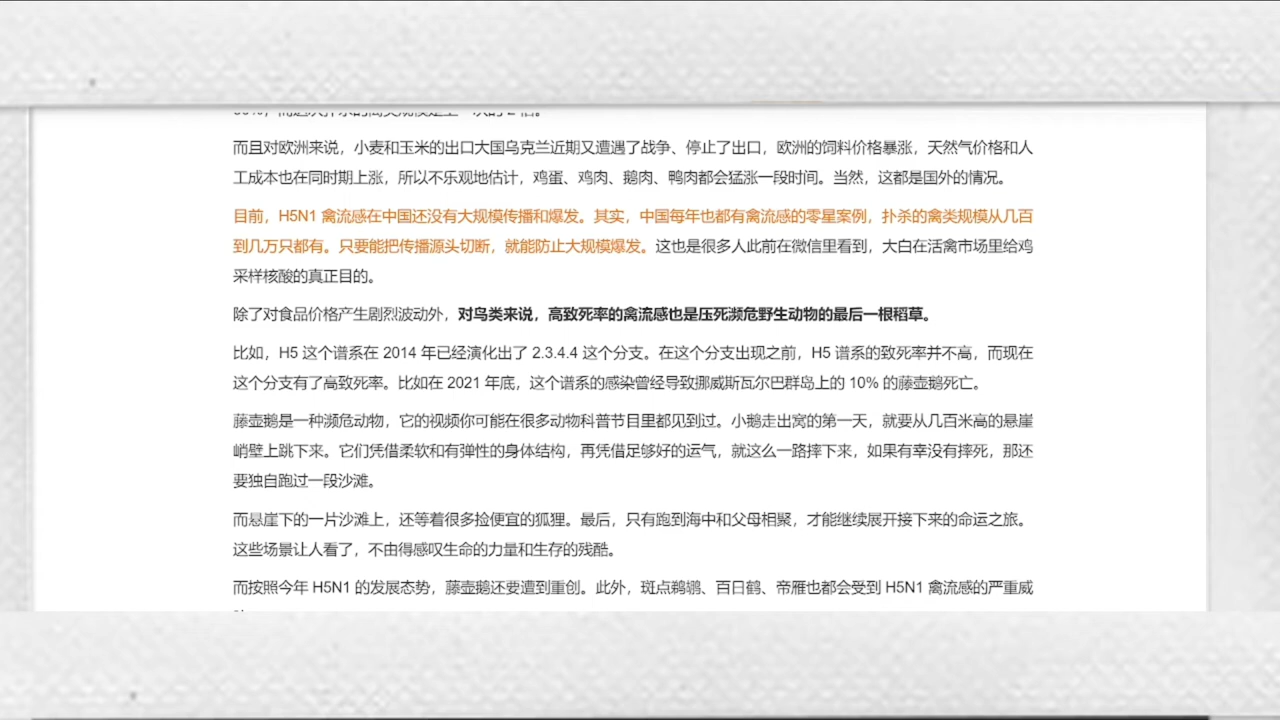 而且对欧洲来说，小麦和玉米的出口大国乌克兰近期又遭遇了战争、停止了出口，欧洲的饲料价格暴涨，天然气价格和人
工成本也在同时期上涨，所以不乐观地估计，鸡蛋、鸡肉、鹅肉、鸭肉都会猛涨一段时间。当然，这都是国外的情况。
目前，H5N1 禽流感在中国还没有大规模传播和爆发。其实，中国每年也都有禽流感的零星案例，扑杀的禽类规模从几百
到几万只都有。只要能把传播源头切断，就能防止大规模爆发。这也是很多人此前在微信里看到，大白在活禽市场里给鸡
采样核酸的真正目的。
除了对食品价格产生剧烈波动外，对鸟类来说，高致死率的禽流感也是压死濒危野生动物的最后一根稻草。
比如，H5 这个谱系在 2014 年已经演化出了 2.3.4.4 这个分支。在这个分支出现之前，H5 谱系的致死率并不高，而现在
这个分支有了高致死率。比如在 2021 年底，这个谱系的感染曾经导致挪威斯瓦尔巴群岛上的 10% 的藤壶鹅死亡。
藤壶鹅是一种濒危动物，它的视频你可能在很多动物科普节目里都见到过。小鹅走出窝的第一天，就要从几百米高的悬崖
峭壁上跳下来。它们凭借柔软和有弹性的身体结构，再凭借足够好的运气，就这么一路摔下来，如果有幸没有摔死，那还
要独自跑过一段沙滩。
而悬崖下的一片沙滩上，还等着很多捡便宜的狐狸。最后，只有跑到海中和父母相聚，才能继续展开接下来的命运之旅。
这些场景让人看了，不由得感叹生命的力量和生存的残酷。
而按照今年 H5N1 的发展态势，藤壶鹅还要遭到重创。此外，斑点鹈鹕、百日鹤、帝雁也都会受到 H5N1 禽流感的严重威